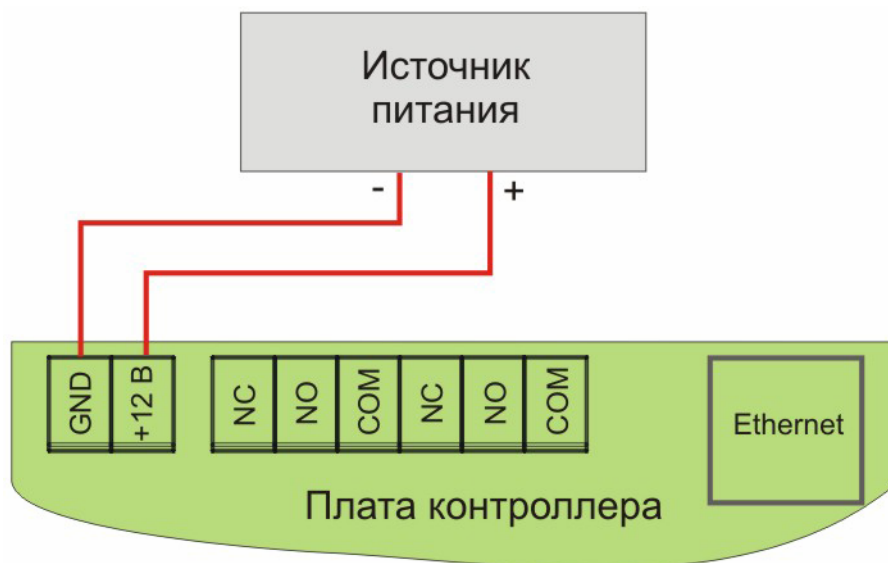 Источник
питания
- +
GND
+12 В
NC
NO
COM
NC
NO
COM
Ethernet
Плата контроллера